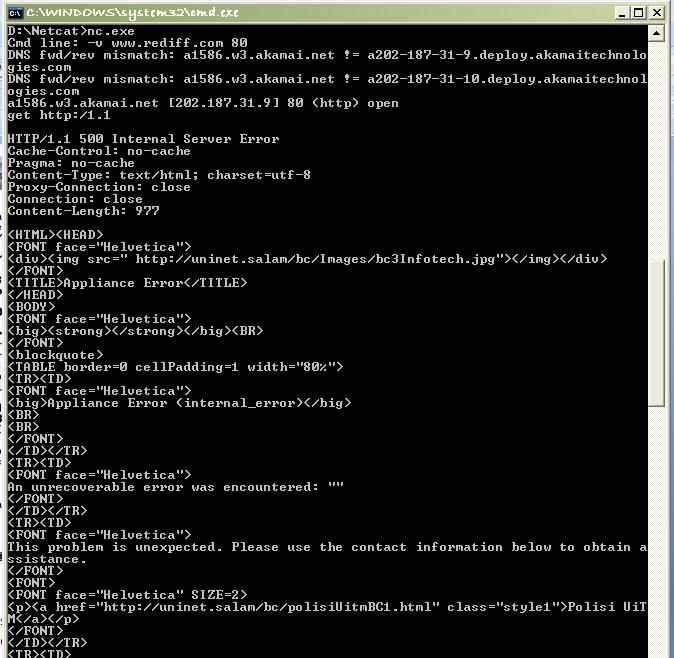 C:\WINDOWS\system32\cmd.exe
D:\Netcat>nc.exe
Cmd line: -v www.rediff.com 80
DNS fwd/rev mismatch: a1586.w3.akamai.net != a202-187-31-9.deploy.akamaitechnolo
gies.com
DNS fwd/rev mismatch: a1586.w3.akamai.net != a202-187-31-10.deploy.akamaitechnol
ogies.com
a1586.w3.akamai.net [202.187.31.9] 80 (http) open
get http:/1.1

HTTP/1.1 500 Internal Server Error
Cache-Control: no-cache
Pragma: no-cache
Content-Type: text/html; charset=utf-8
Proxy-Connection: close
Connection: close
Content-Length: 977

<HTML><HEAD>
<FONT face="Helvetica">
<div><img src=" http://uninet.salam/bc/Images/bc3Infotech.jpg"></img></div>
</FONT>
<TITLE>Appliance Error</TITLE>
</HEAD>
<BODY>
<FONT face="Helvetica">
<big><strong></strong></big><BR>
</FONT>
<blockquote>
<TABLE border=0 cellPadding=1 width="80%">
<TR><TD>
<FONT face="Helvetica">
<big>Appliance Error (internal_error)</big>
<BR>
<BR>
</FONT>
</TD></TR>
<TR><TD>
<FONT face="Helvetica">
An unrecoverable error was encountered: ""
</FONT>
</TD></TR>
<TR><TD>
<FONT face="Helvetica">
This problem is unexpected. Please use the contact information below to obtain a
ssistance.
</FONT>
<FONT>
<FONT face="Helvetica" SIZE=2>
<p><a href="http://uninet.salam/bc/polisiUitmBC1.html" class="style1">Polisi UiT
M</a></p>
</FONT>
</TD></TR>
<TR><TD>